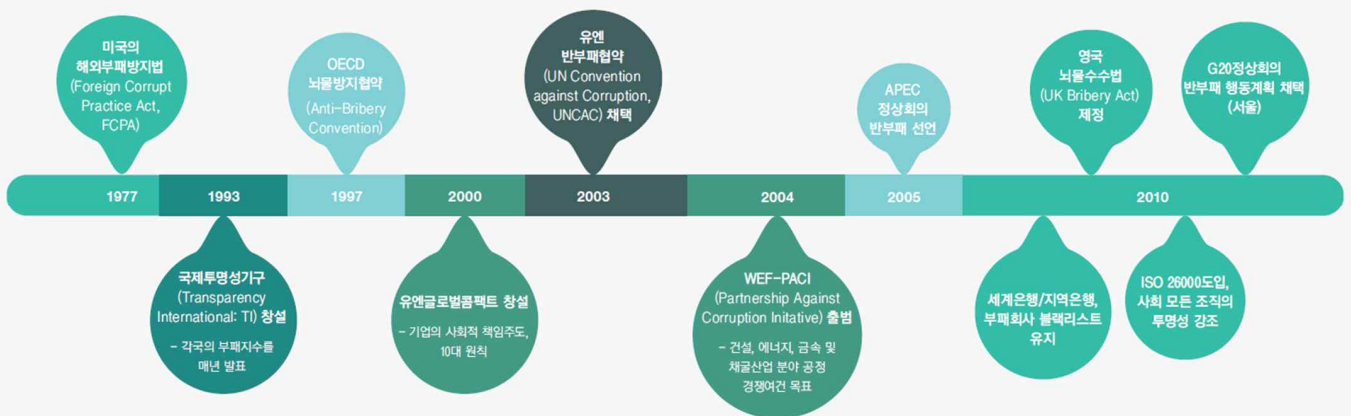 미국의
해외부패방지법
(Foreign Corrupt
Practice Act,
FCPA)
OECD
뇌물방지협약
(Anti-Bribery
Convention)
유엔
반부패협약
(UN Convention
against Corruption,
UNCAC) 채택
APEC
정상회의
반부패 선언
영국
뇌물수수법
(UK Bribery Act)
제정
G20정상회의
반부패 행동계획 채택
(서울)
1977
1993
1997
2000
2003
2004
2005
2010
국제투명성기구
(Transparency
International: TI) 창설
– 각국의 부패지수를
매년 발표
유엔글로벌콤팩트 창설
– 기업의 사회적 책임주도,
10대 원칙
WEF-PACI
(Partnership Against
Corruption Initative) 출범
– 건설, 에너지, 금속 및
채굴산업 분야 공정
경쟁여건 목표
세계은행/지역은행,
부패회사 블랙리스트
유지
ISO 26000도입,
사회 모든 조직의
투명성 강조